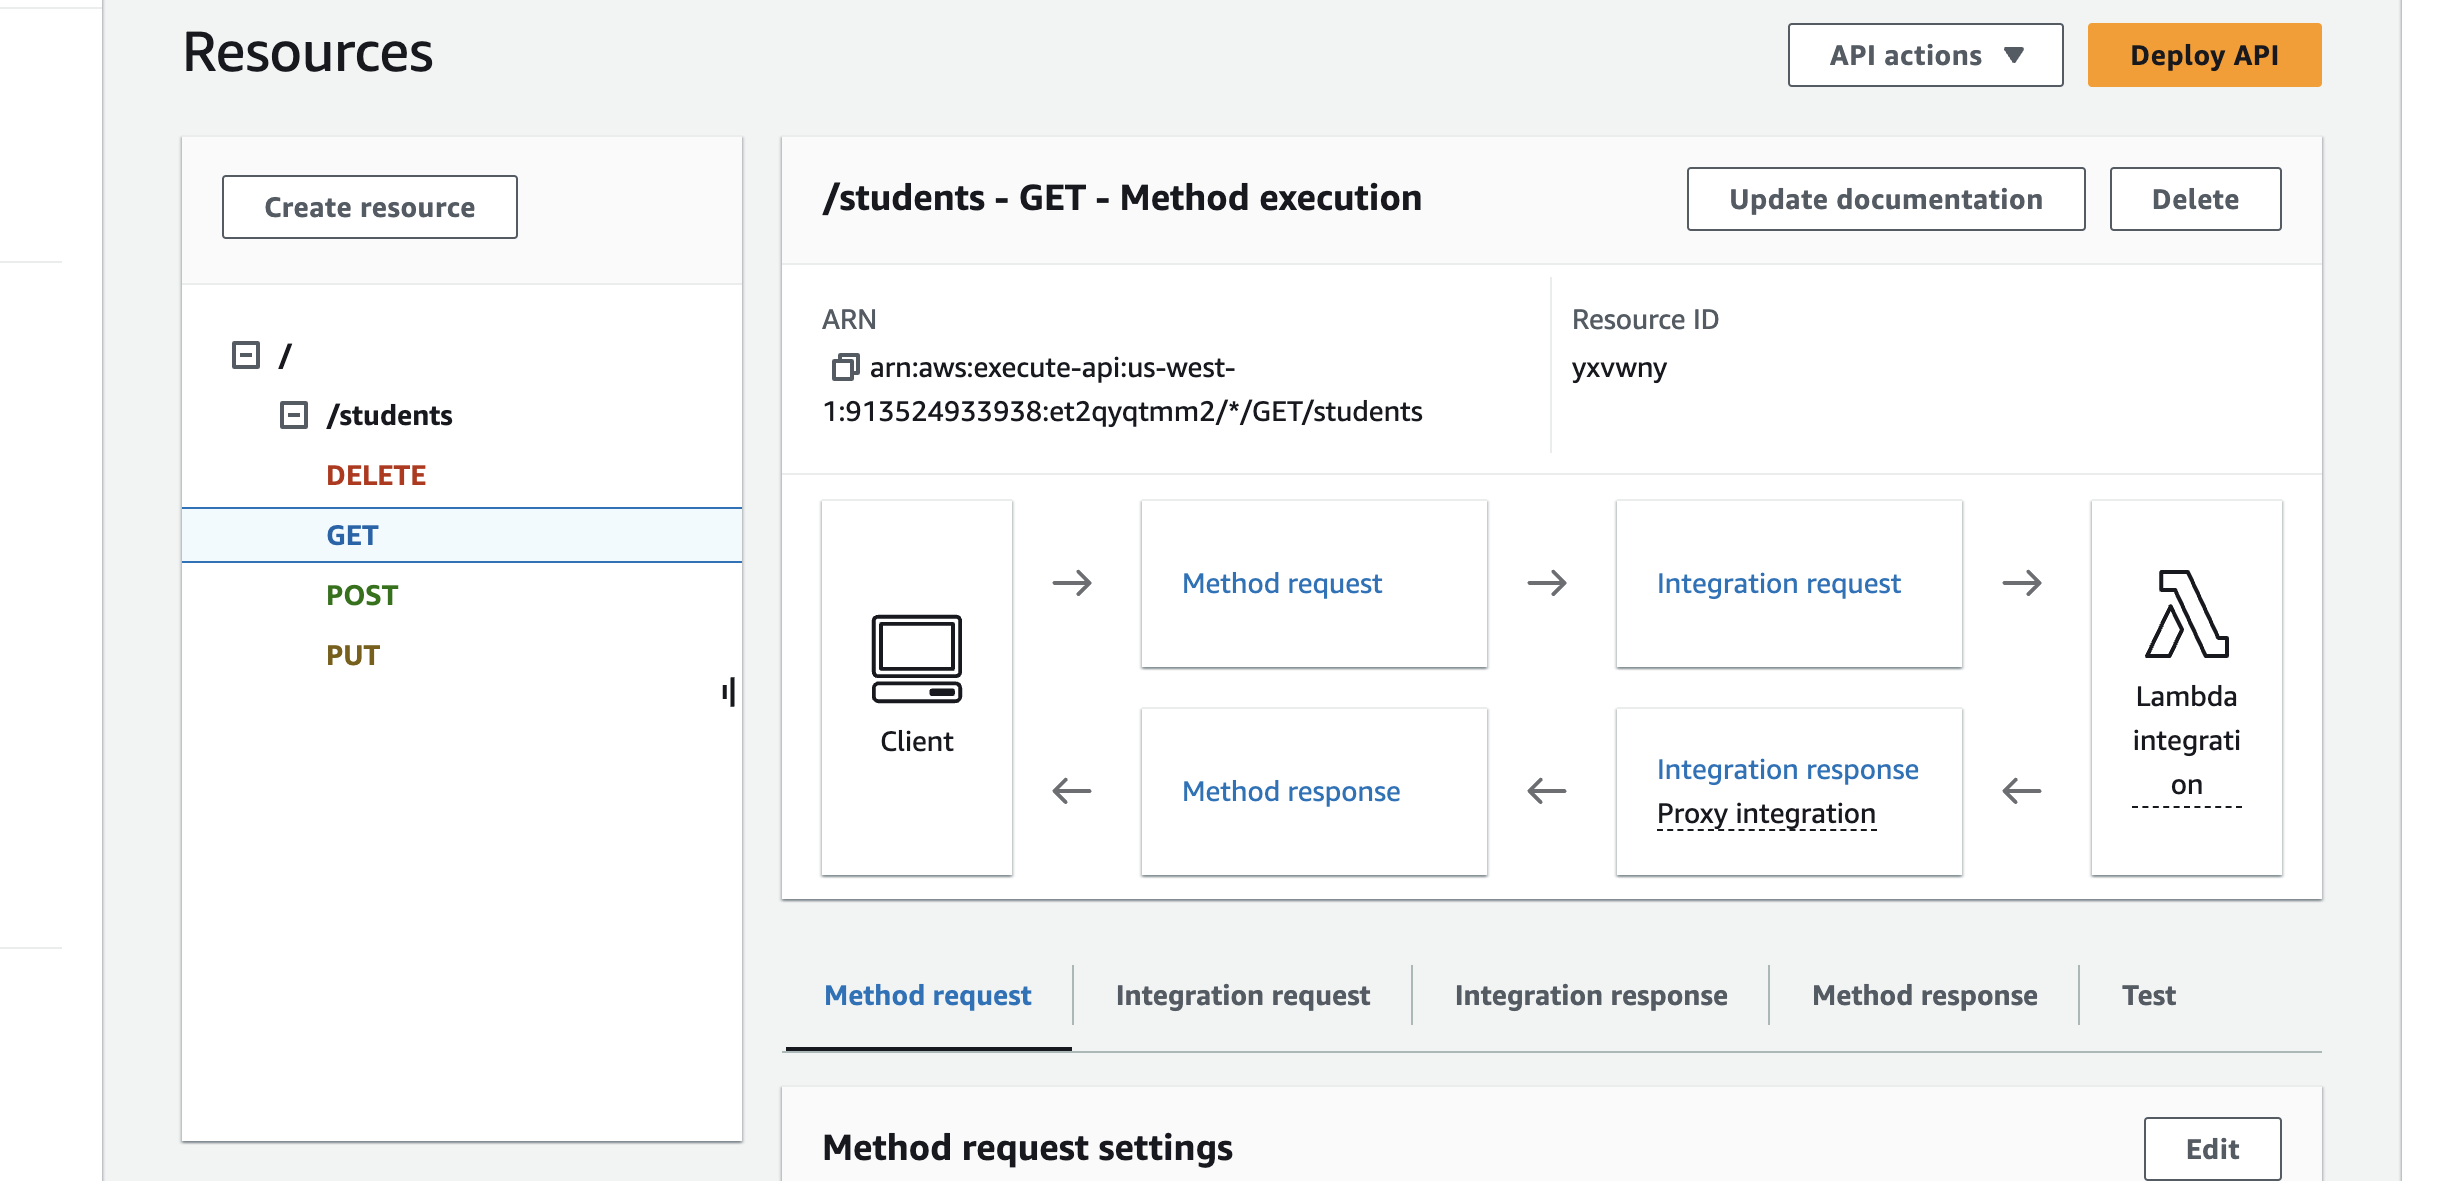 Resources
API actions
Deploy API
Create resource
/
/students
DELETE
GET
POST
PUT
/students - GET - Method execution
Update documentation
Delete
ARN
arn:aws:execute-api:us-west-
1:913524933938:et2qyqtmm2/*/GET/students
Resource ID
yxvwny
Client
Method request
Integration request
Lambda
integrati
on
Method response
Integration response
Proxy integration
Method request
Integration request
Integration response
Method response
Test
Method request settings
Edit